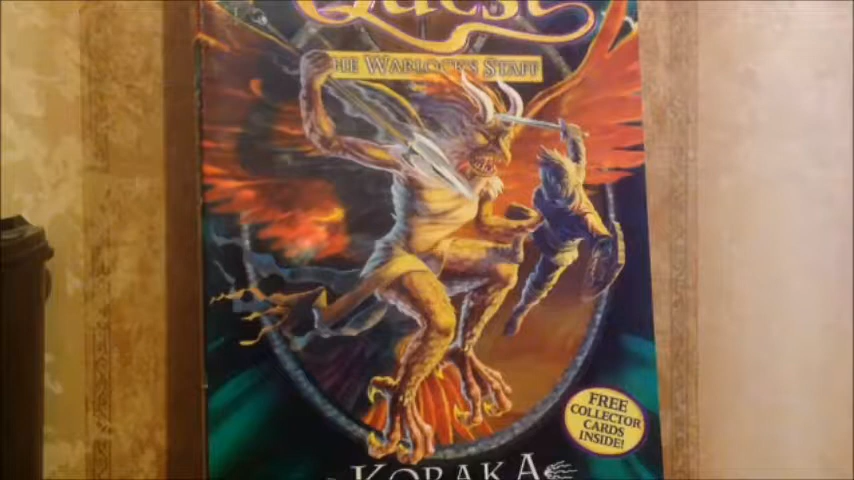 Quest
THE WARLOCK'S STAFF
FREE
COLLECTOR
CARDS
INSIDE!
KORAKA